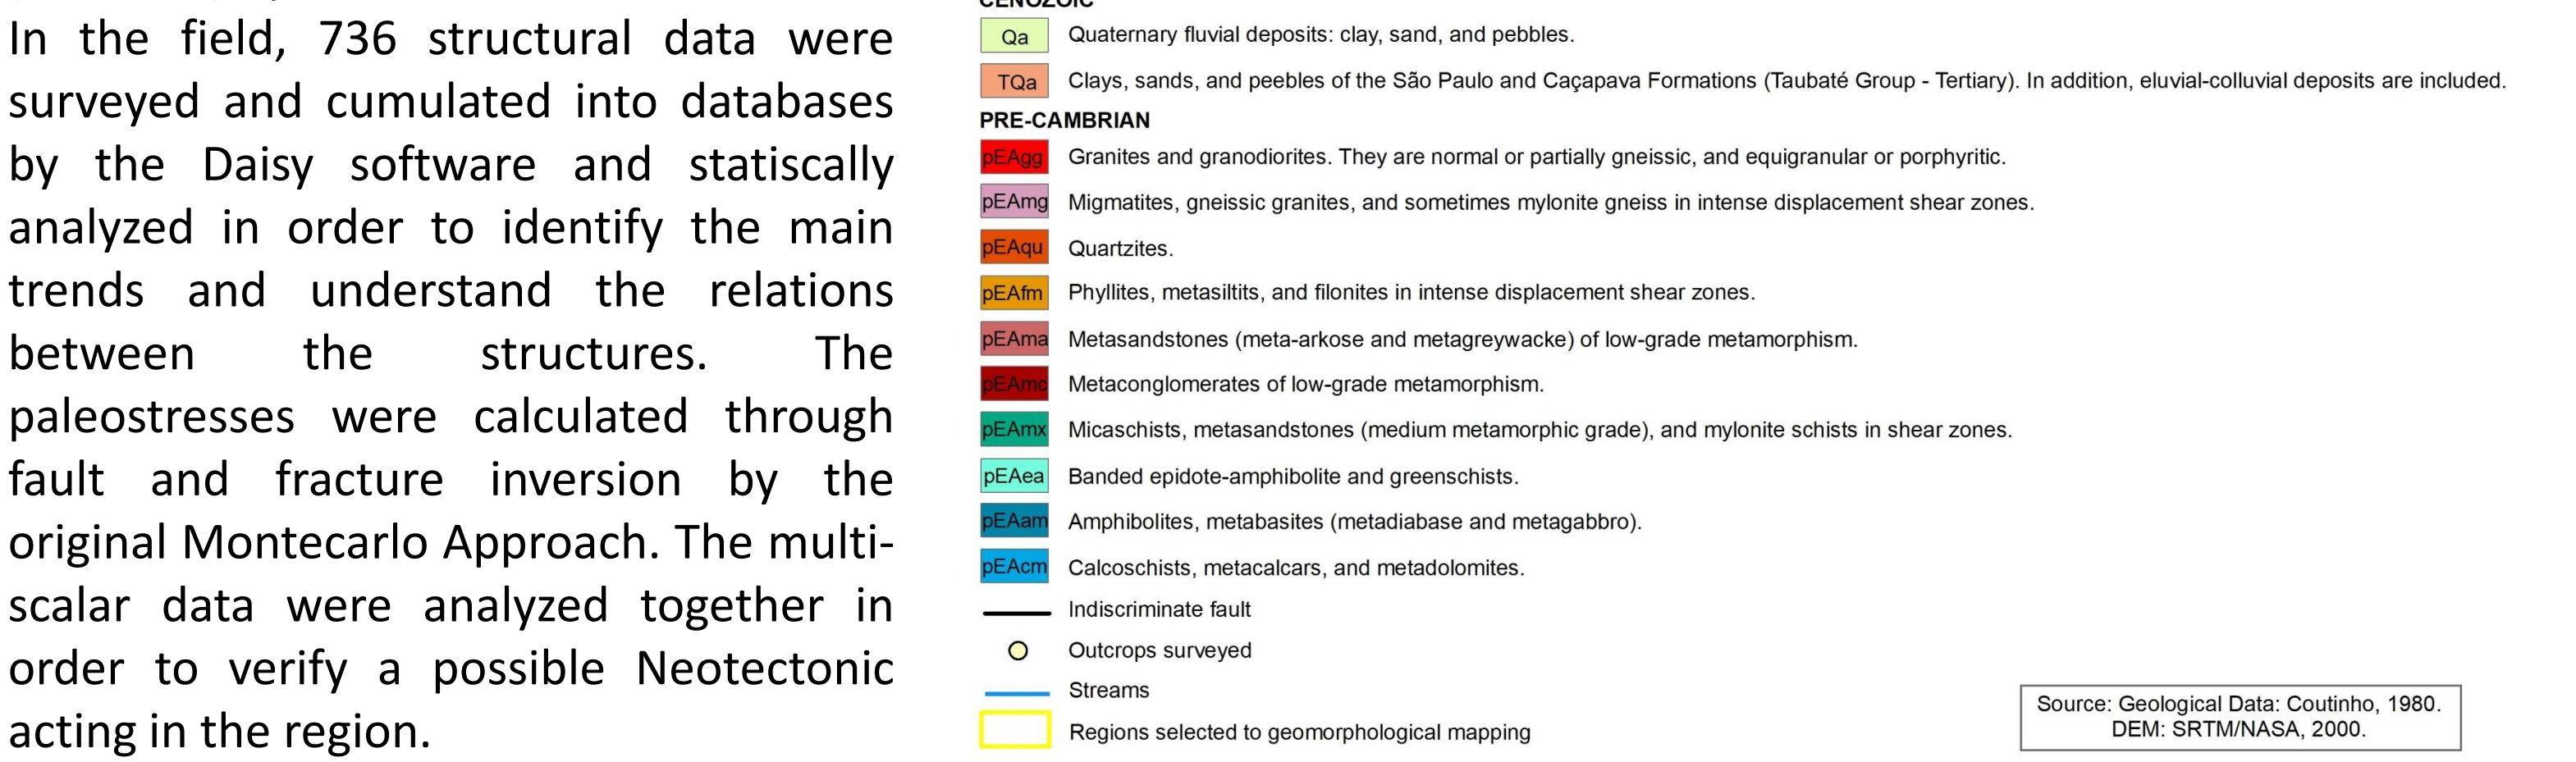 In the field, 736 structural data were
surveyed and cumulated into databases
by the Daisy software and statiscally
analyzed in order to identify the main
trends and understand the relations
between the structures. The
paleostresses were calculated through
fault and fracture inversion by the
original Montecarlo Approach. The multi-
scalar data were analyzed together in
order to verify a possible Neotectonic
acting in the region.
CENOZOIC
Qa Quaternary fluvial deposits: clay, sand, and pebbles.
TQa Clays, sands, and peebles of the São Paulo and Caçapava Formations (Taubaté Group - Tertiary). In addition, eluvial-colluvial deposits are included.
PRE-CAMBRIAN
pEAgg Granites and granodiorites. They are normal or partially gneissic, and equigranular or porphyritic.
pEAmg Migmatites, gneissic granites, and sometimes mylonite gneiss in intense displacement shear zones.
pEAqu Quartzites.
pEAfm Phyllites, metasiltits, and filonites in intense displacement shear zones.
pEAma Metasandstones (meta-arkose and metagreywacke) of low-grade metamorphism.
pEAmc Metaconglomerates of low-grade metamorphism.
pEAmx Micaschists, metasandstones (medium metamorphic grade), and mylonite schists in shear zones.
pEAea Banded epidote-amphibolite and greenschists.
pEAam Amphibolites, metabasites (metadiabase and metagabbro).
pEAcm Calcoschists, metacalcars, and metadolomites.
Indiscriminate fault
Outcrops surveyed
Streams
Regions selected to geomorphological mapping
Source: Geological Data: Coutinho, 1980.
DEM: SRTM/NASA, 2000.